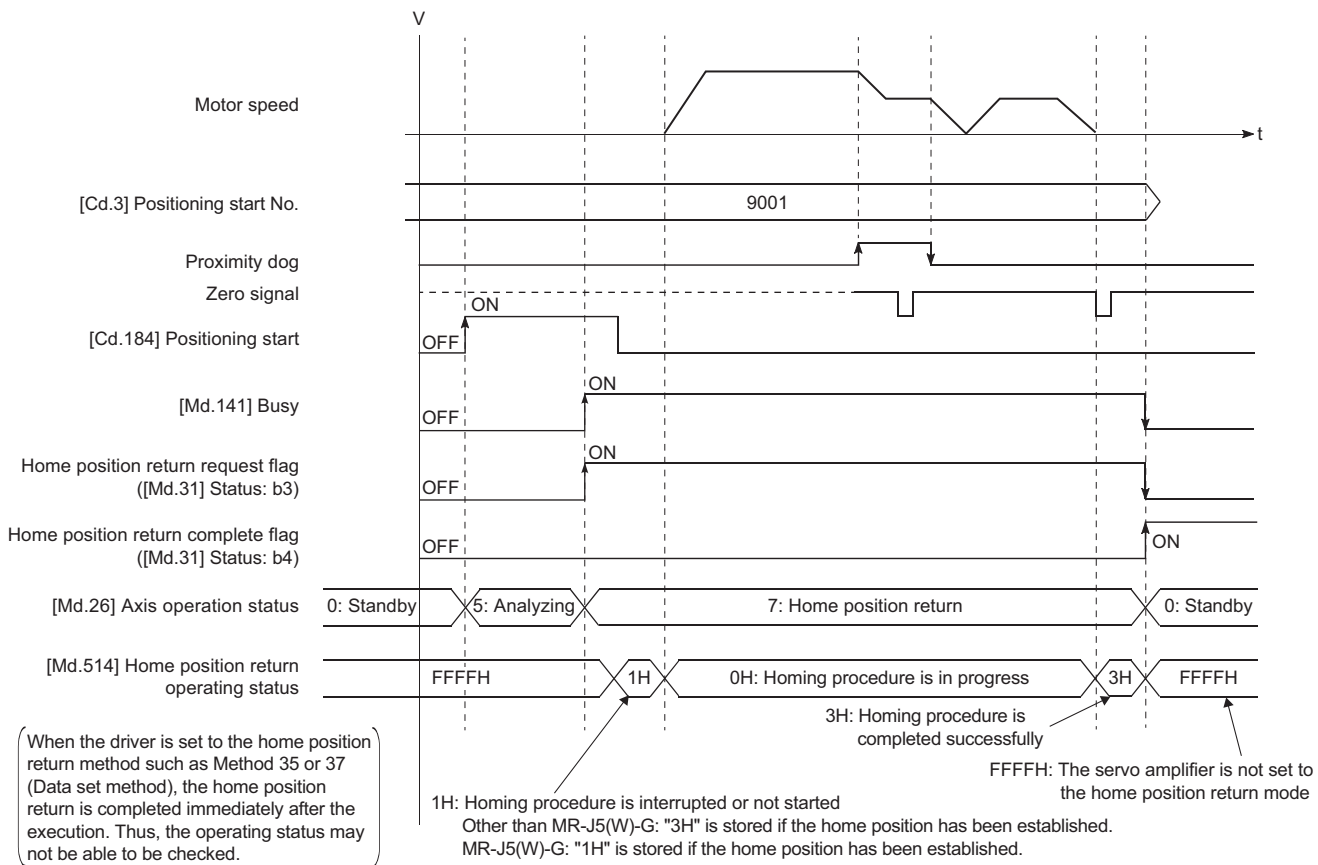 V
Motor speed
t
[Cd.3] Positioning start No.
9001
Proximity dog
Zero signal
ON
[Cd.184] Positioning start
OFF
ON
[Md.141] Busy
OFF
ON
Home position return request flag
([Md.31] Status: b3)
OFF
Home position return complete flag
([Md.31] Status: b4)
OFF
ON
[Md.26] Axis operation status
0: Standby
5: Analyzing
7: Home position return
0: Standby
[Md.514] Home position return
operating status
FFFFH
1H
0H: Homing procedure is in progress
3H
FFFFH
3H: Homing procedure is
completed successfully
FFFFH: The servo amplifier is not set to
the home position return mode
When the driver is set to the home position
return method such as Method 35 or 37
(Data set method), the home position
return is completed immediately after the
execution. Thus, the operating status may
not be able to be checked.
1H: Homing procedure is interrupted or not started
Other than MR-J5(W)-G: "3H" is stored if the home position has been established.
MR-J5(W)-G: "1H" is stored if the home position has been established.